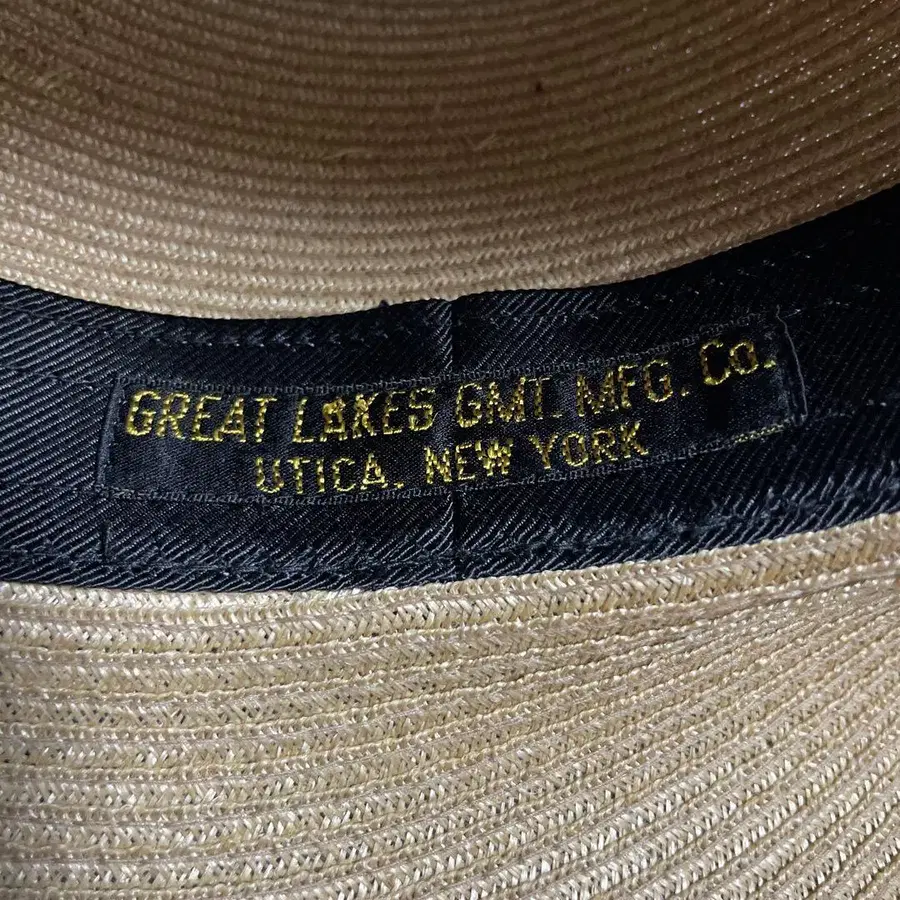 GREAT LAKES GMT. MFG. Co.
UTICA, NEW YORK